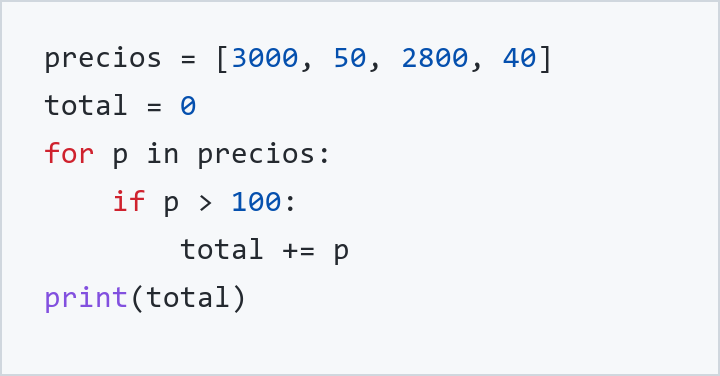 precios = [3000, 50, 2800, 40]
total = 0
for p in precios:
    if p > 100:
        total += p
print(total)